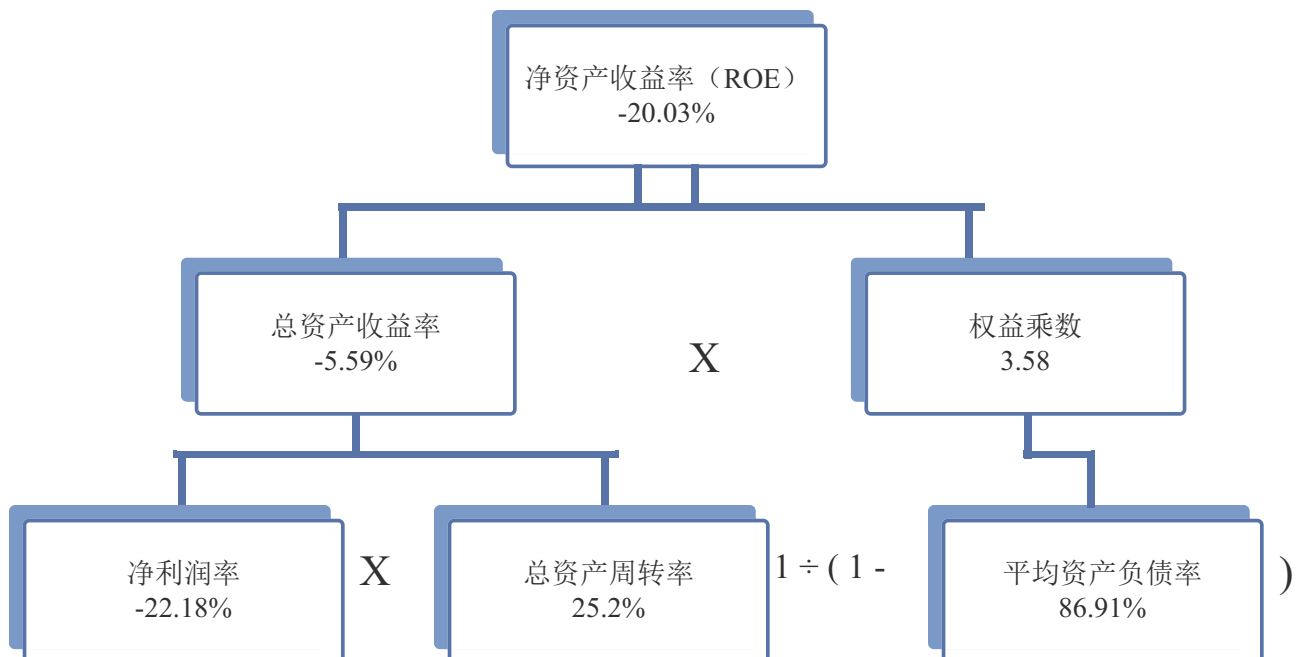 净资产收益率（ROE）
-20.03%
总资产收益率
-5.59%
X
权益乘数
3.58
净利润率
-22.18%
X
总资产周转率
25.2%
1 ÷ ( 1 -
平均资产负债率
86.91%
)